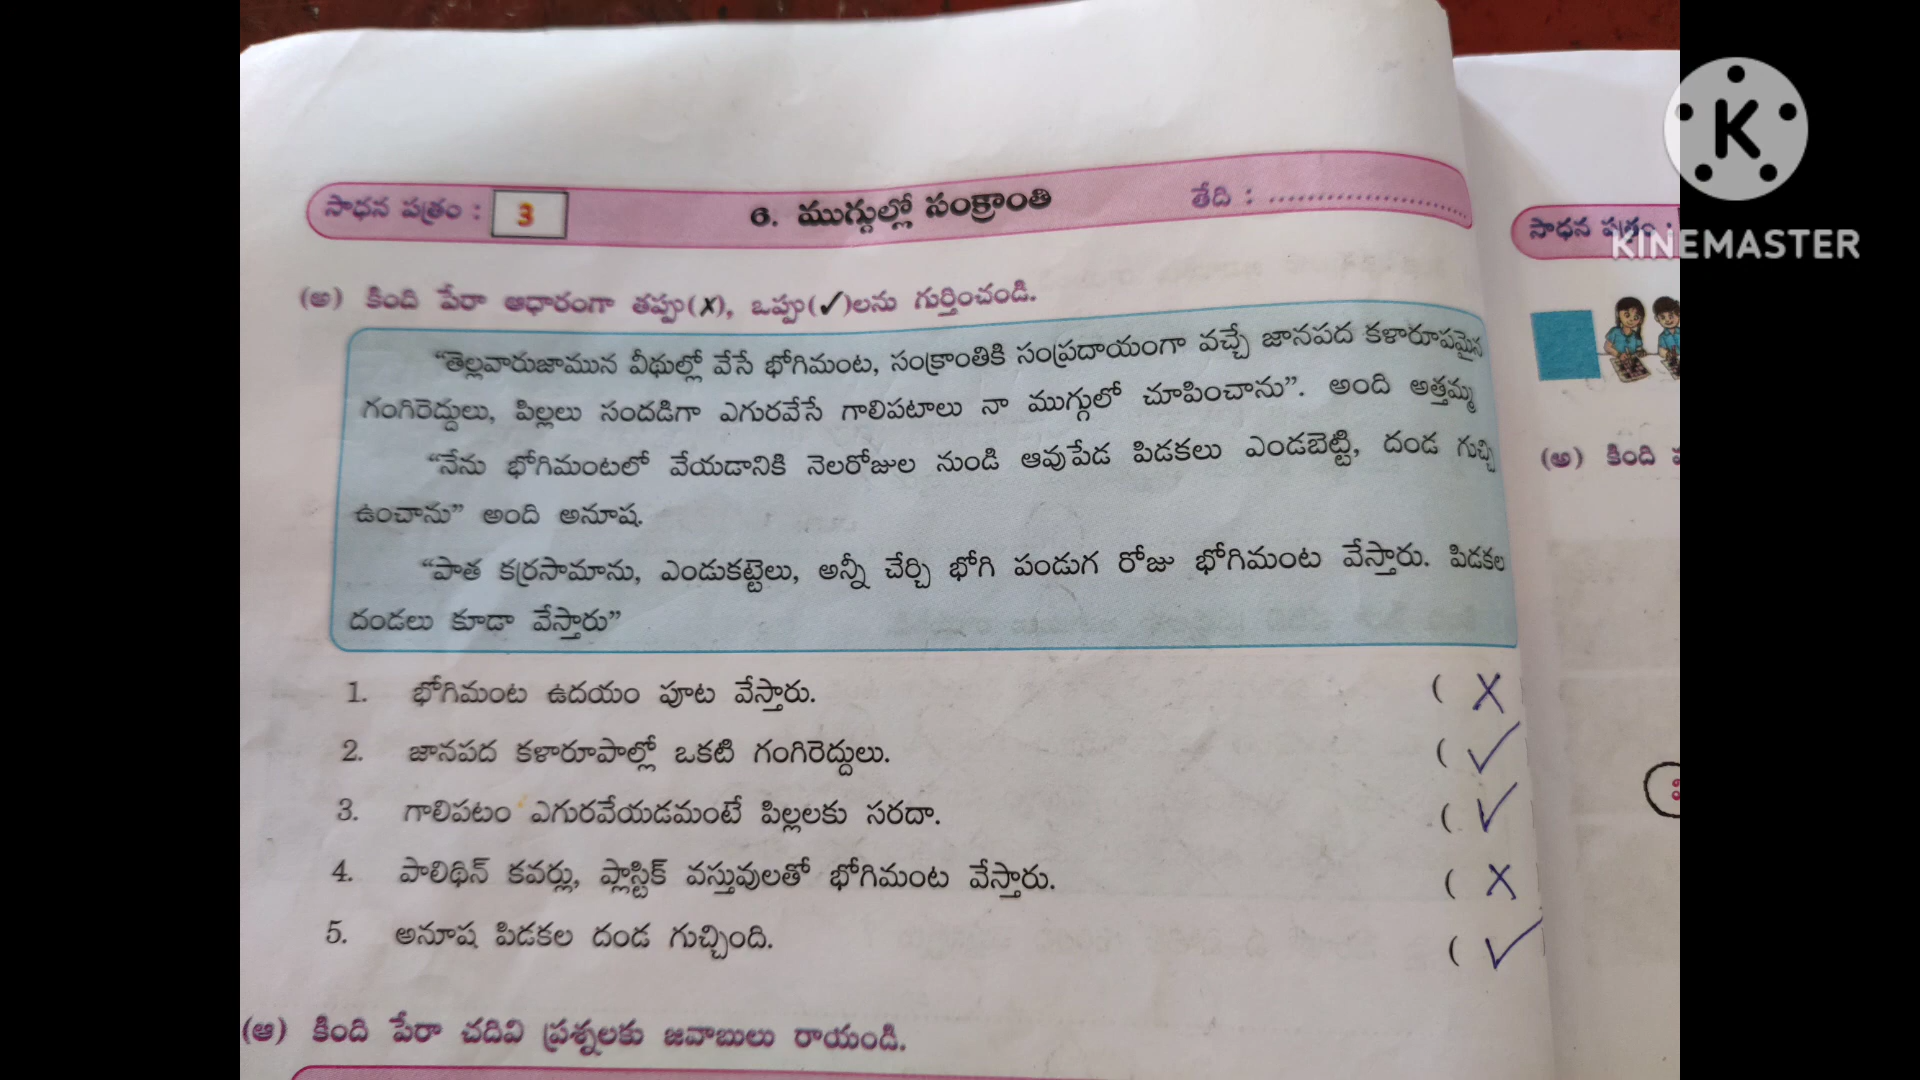 సాధన పత్రం : 3 6. ముగ్గుల్లో సంక్రాంతి తేది : ........................
(అ) కింది పేరా ఆధారంగా తప్పు(✗), ఒప్పు(✓)లను గుర్తించండి.
“తెల్లవారుజామున వీథుల్లో వేసే భోగిమంట, సంక్రాంతికి సంప్రదాయంగా వచ్చే జానపద కళారూపమైన
గంగిరెద్దులు, పిల్లలు సందడిగా ఎగురవేసే గాలిపటాలు నా ముగ్గులో చూపించాను”. అంది అత్తమ్మ
“నేను భోగిమంటలో వేయడానికి నెలరోజుల నుండి ఆవుపేడ పిడకలు ఎండబెట్టి, దండ గుచ్చి
ఉంచాను” అంది అనూష.
“పాత కర్రసామాను, ఎండుకట్టెలు, అన్నీ చేర్చి భోగి పండుగ రోజు భోగిమంట వేస్తారు. పిడకల
దండలు కూడా వేస్తారు”
1. భోగిమంట ఉదయం పూట వేస్తారు. ( ✗
2. జానపద కళారూపాల్లో ఒకటి గంగిరెద్దులు. ( ✓
3. గాలిపటం ఎగురవేయడమంటే పిల్లలకు సరదా. ( ✓
4. పాలిథిన్ కవర్లు, ప్లాస్టిక్ వస్తువులతో భోగిమంట వేస్తారు. ( ✗
5. అనూష పిడకల దండ గుచ్చింది. ( ✓
(ఆ) కింది పేరా చదివి ప్రశ్నలకు జవాబులు రాయండి.
సాధన పత్రం :
(అ) కింది
K
KINEMASTER